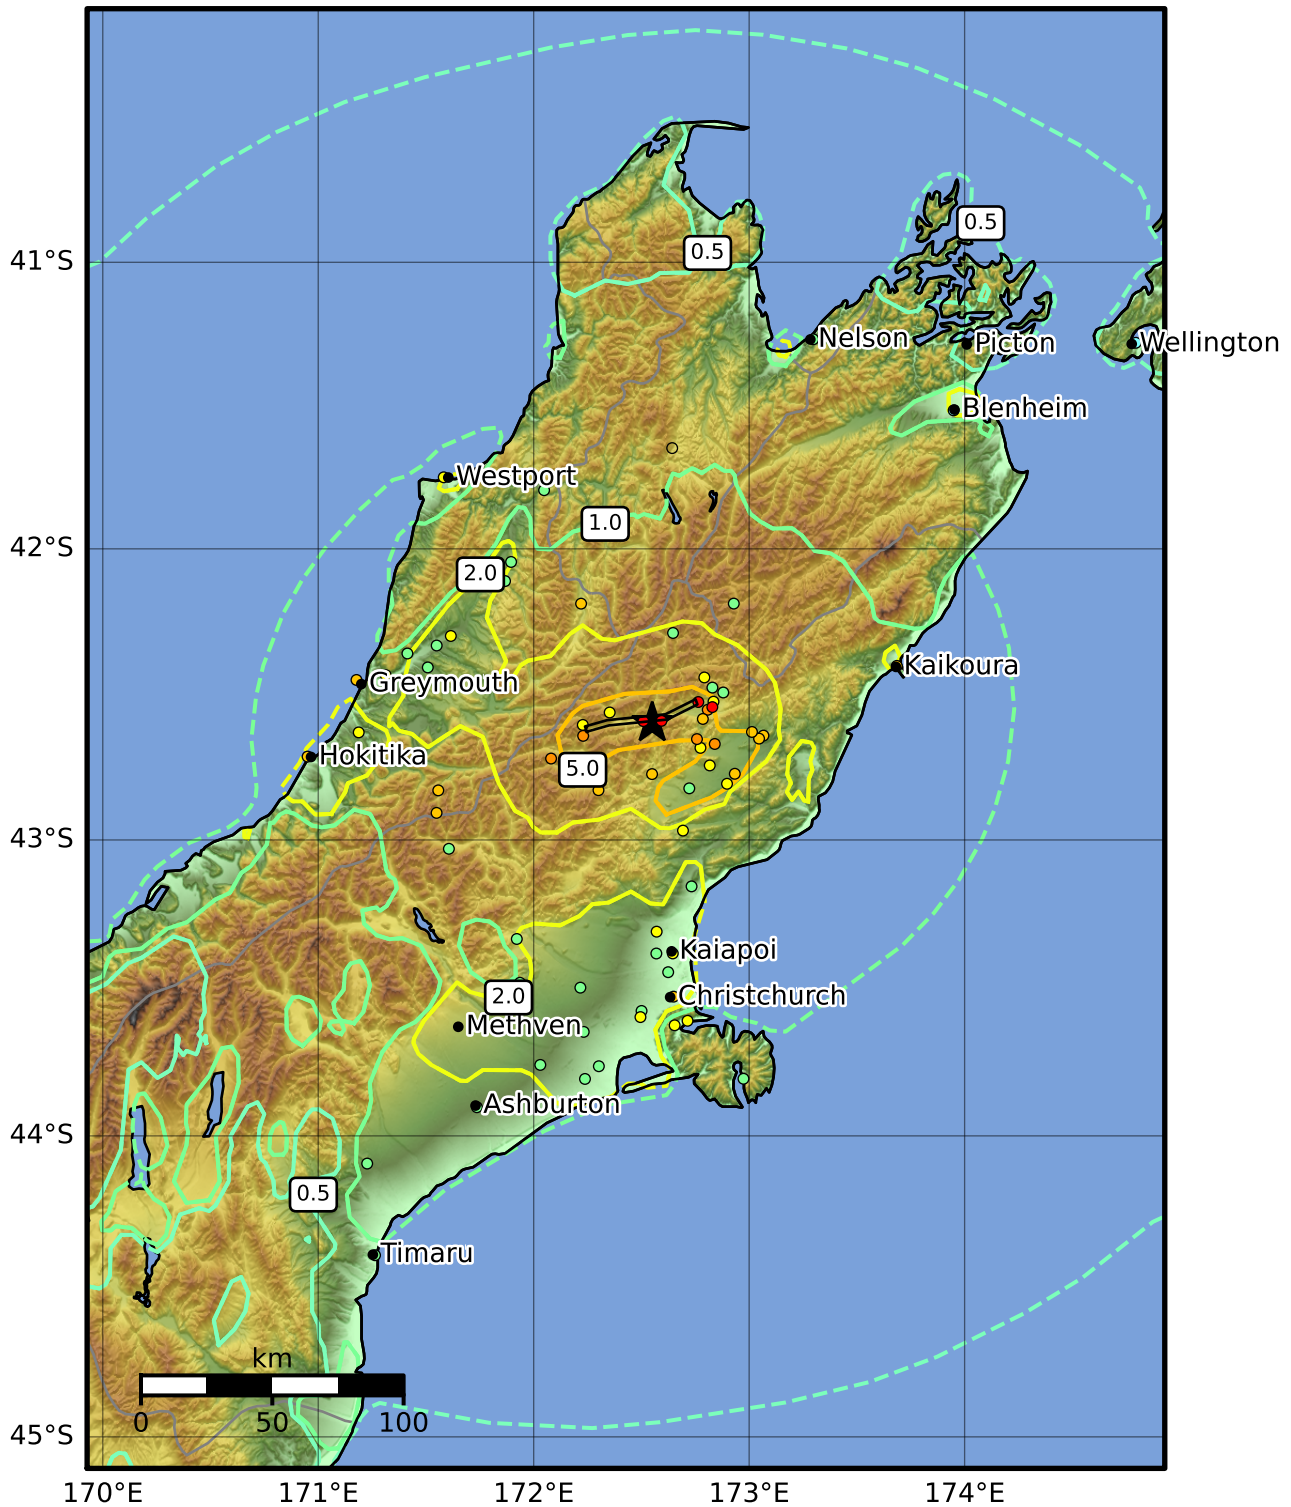 0.5
0.5
41°S
Nelson
Picton
Wellington
Blenheim
Westport
1.0
42°S
2.0
Kaikoura
Greymouth
Hokitika
5.0
43°S
Kaiapoi
2.0
Christchurch
Methven
Ashburton
44°S
0.5
Timaru
km
0 50 100
45°S
170°E 171°E 172°E 173°E 174°E